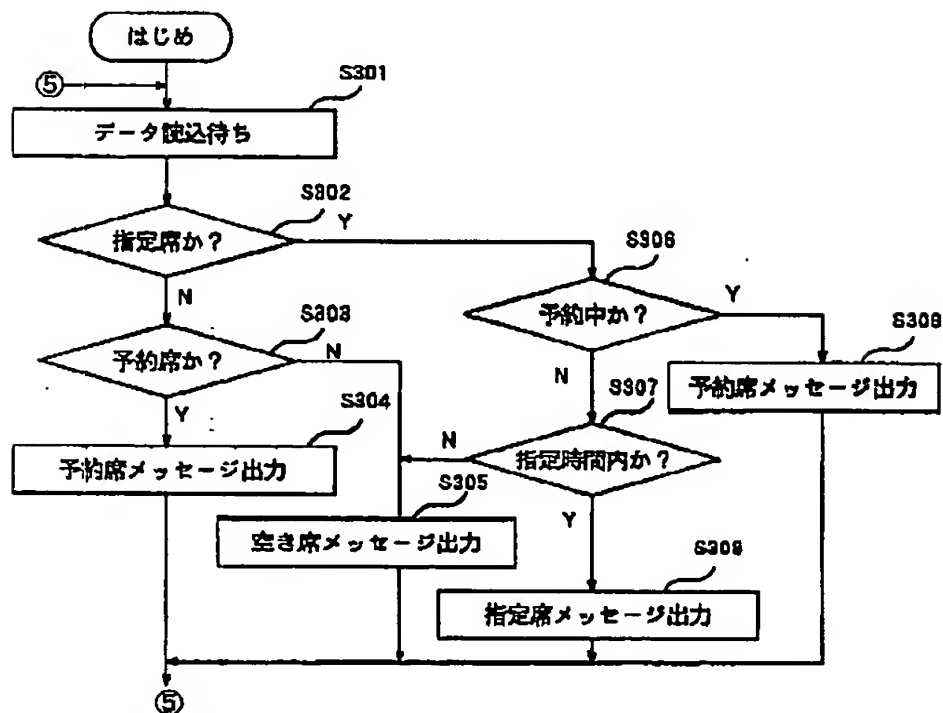 はじめ
⑤
S301
データ読込待ち
S302
指定席か？
Y
N
S303
予約席か？
N
Y
S304
予約席メッセージ出力
S305
空き席メッセージ出力
S306
予約中か？
Y
N
S307
指定時間内か？
N
Y
予約席メッセージ出力
指定席メッセージ出力
⑤